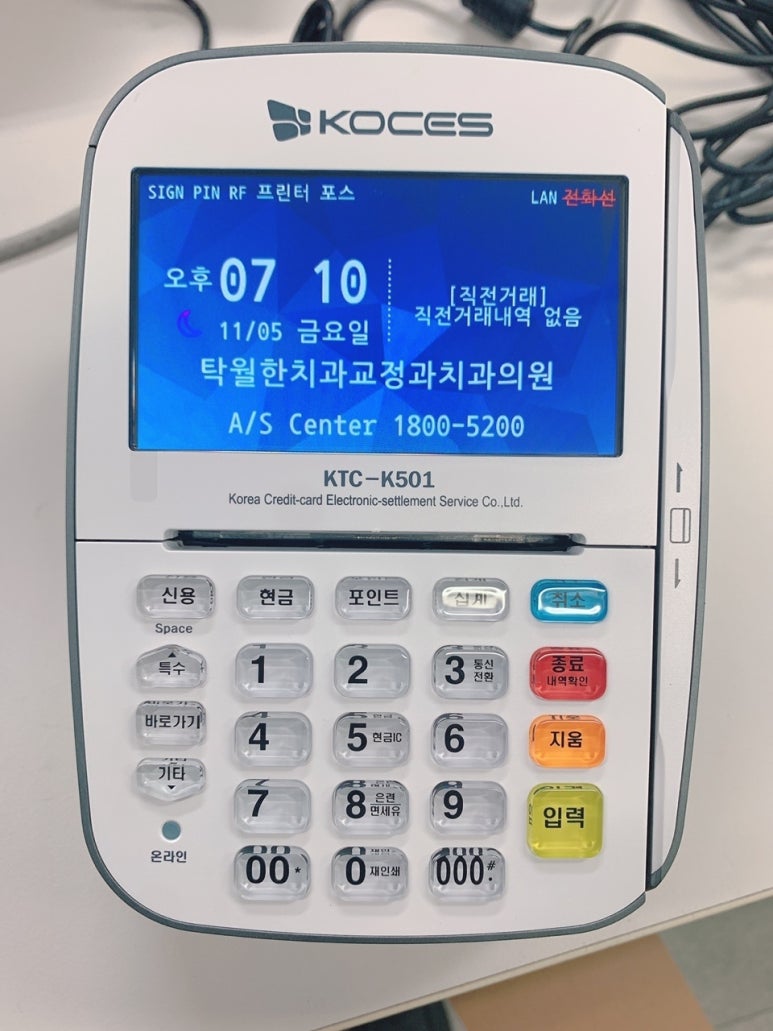 KOCES
SIGN PIN RF 프린터 포스 LAN 전화선
오후 07 10
[직전거래]
직전거래내역 없음
11/05 금요일
탁월한치과교정과치과의원
A/S Center 1800-5200
KTC-K501
Korea Credit-card Electronic-settlement Service Co.,Ltd.
신용 현금 포인트 취소
Space
특수 1 2 3 통신전환 종료 내역확인
바로가기 4 5 현금IC 6 지움
기타 7 8 은련 면세유 9 입력
온라인
00 * 0 재인쇄 000 . #